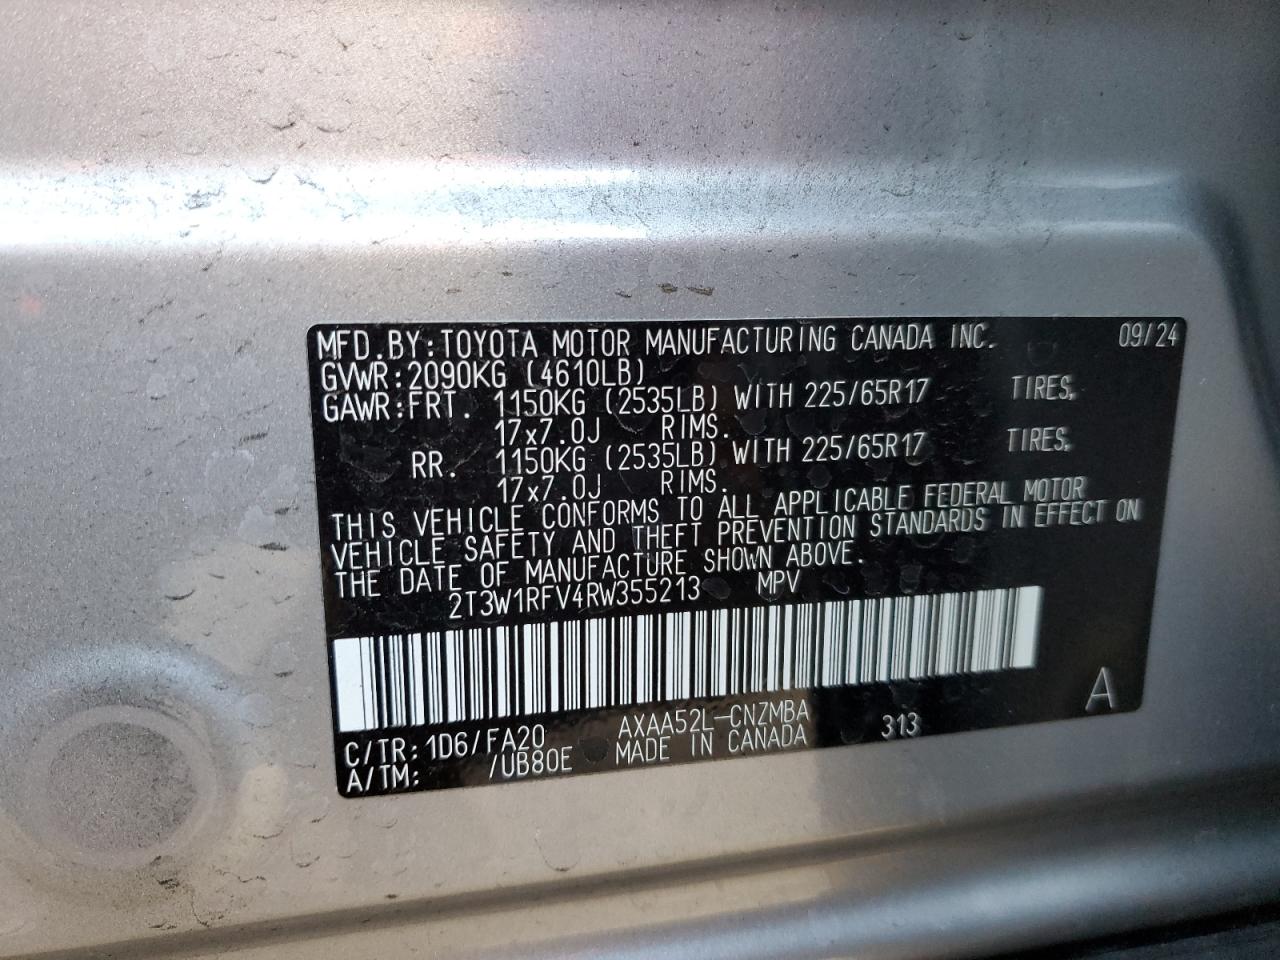 MFD.BY:TOYOTA MOTOR MANUFACTURING CANADA INC. 09/24
GVWR:2090KG (4610LB)
GAWR:FRT. 1150KG (2535LB) WITH 225/65R17 TIRES,
17x7.0J RIMS.
RR. 1150KG (2535LB) WITH 225/65R17 TIRES,
17x7.0J RIMS.
THIS VEHICLE CONFORMS TO ALL APPLICABLE FEDERAL MOTOR
VEHICLE SAFETY AND THEFT PREVENTION STANDARDS IN EFFECT ON
THE DATE OF MANUFACTURE SHOWN ABOVE.
2T3W1RFV4RW355213 MPV
A
C/TR:1D6/FA20 AXAA52L-CNZMBA 313
A/TM: /UB80E MADE IN CANADA